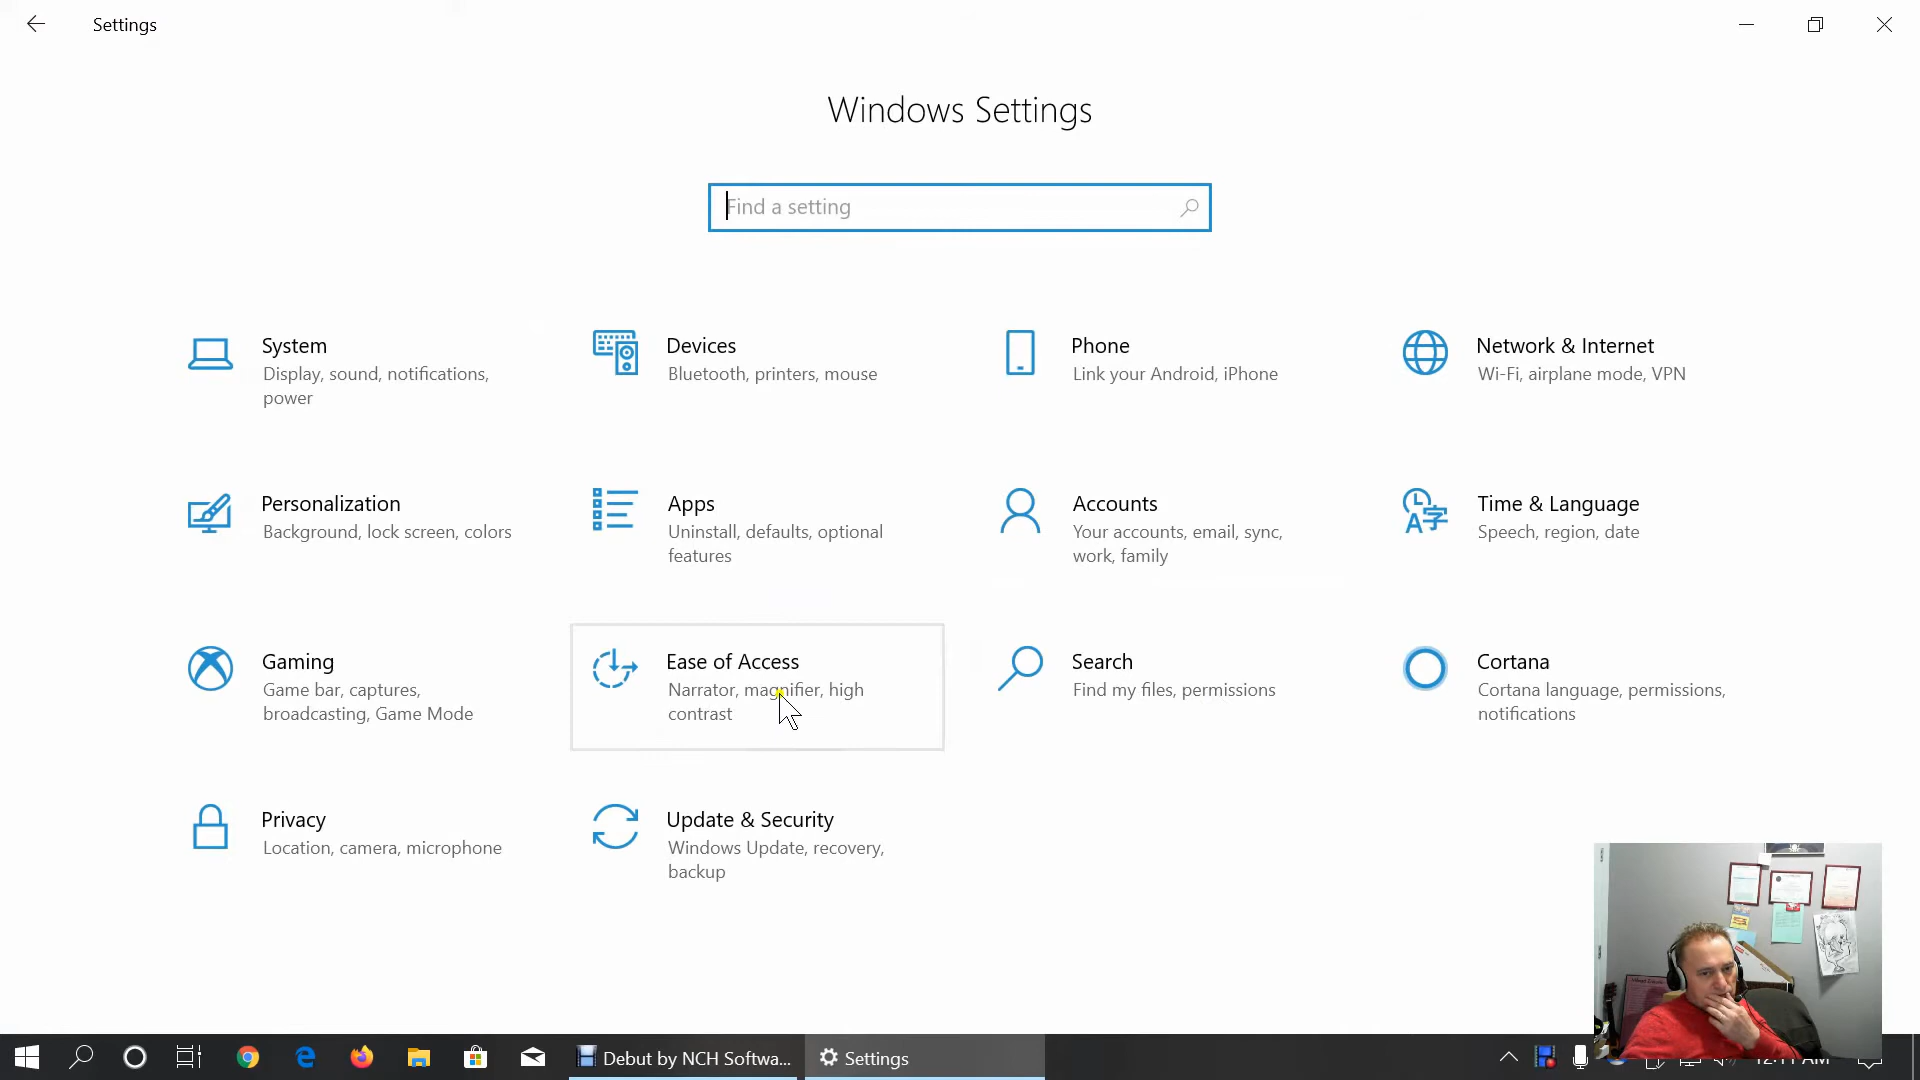 Settings
Windows Settings
Find a setting
System
Display, sound, notifications,
power
Devices
Bluetooth, printers, mouse
Phone
Link your Android, iPhone
Network & Internet
Wi-Fi, airplane mode, VPN
Personalization
Background, lock screen, colors
Apps
Uninstall, defaults, optional
features
Accounts
Your accounts, email, sync,
work, family
Time & Language
Speech, region, date
Gaming
Game bar, captures,
broadcasting, Game Mode
Ease of Access
Narrator, magnifier, high
contrast
Search
Find my files, permissions
Cortana
Cortana language, permissions,
notifications
Privacy
Location, camera, microphone
Update & Security
Windows Update, recovery,
backup
Debut by NCH Softwa...
Settings